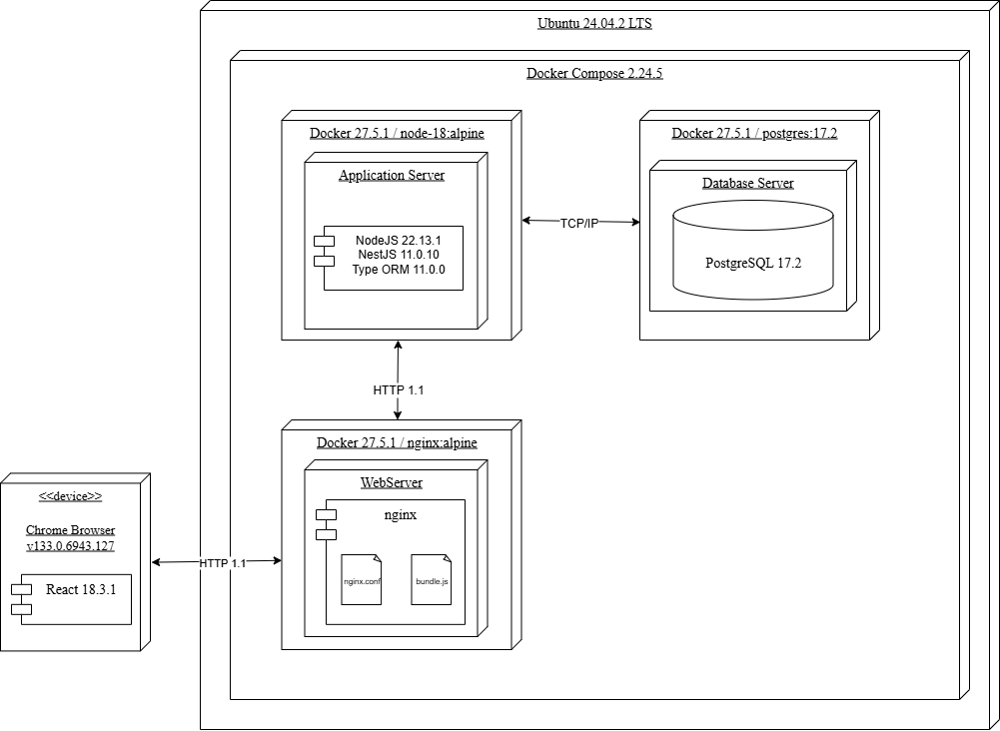 Ubuntu 24.04.2 LTS
Docker Compose 2.24.5
Docker 27.5.1 / node-18:alpine
Application Server
NodeJS 22.13.1
NestJS 11.0.10
Type ORM 11.0.0
TCP/IP
Docker 27.5.1 / postgres:17.2
Database Server
PostgreSQL 17.2
HTTP 1.1
Docker 27.5.1 / nginx:alpine
WebServer
nginx
nginx.conf
bundle.js
<<device>>
Chrome Browser
v133.0.6943.127
React 18.3.1
HTTP 1.1